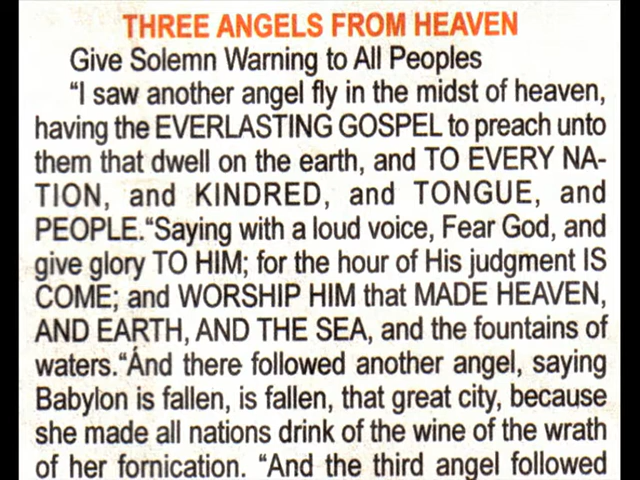 THREE ANGELS FROM HEAVEN
Give Solemn Warning to All Peoples
“I saw another angel fly in the midst of heaven,
having the EVERLASTING GOSPEL to preach unto
them that dwell on the earth, and TO EVERY NA-
TION, and KINDRED, and TONGUE, and
PEOPLE.“Saying with a loud voice, Fear God, and
give glory TO HIM; for the hour of His judgment IS
COME; and WORSHIP HIM that MADE HEAVEN,
AND EARTH, AND THE SEA, and the fountains of
waters.“Ánd there followed another angel, saying
Babylon is fallen, is fallen, that great city, because
she made all nations drink of the wine of the wrath
of her fornication. “And the third angel followed